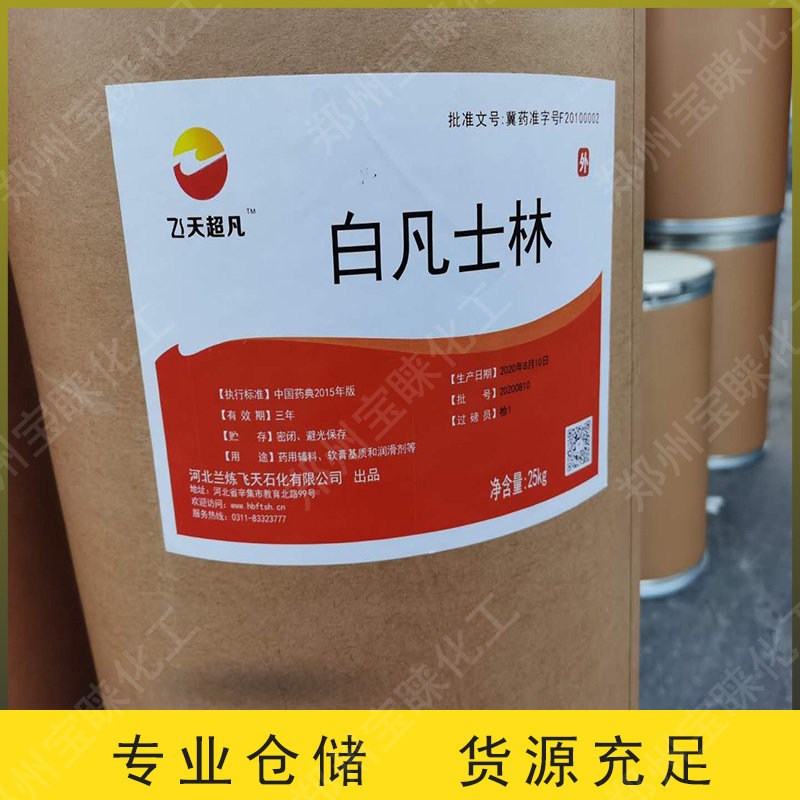 批准文号:冀药准字号F20100002
外
飞天超凡™
白凡士林
【执行标准】中国药典2015年版
【有效期】三年
【贮存】密闭、避光保存
【用途】药用辅料、软膏基质和润滑剂等
【生产日期】2020年8月10日
【批号】20200810
【过磅员】检1
河北兰炼飞天石化有限公司 出品
地址:河北省辛集市教育北路99号
欢迎访问:www.hbftsh.cn
服务热线:0311-83323777
净含量:25kg
郑州宝睐化工
专业仓储 货源充足